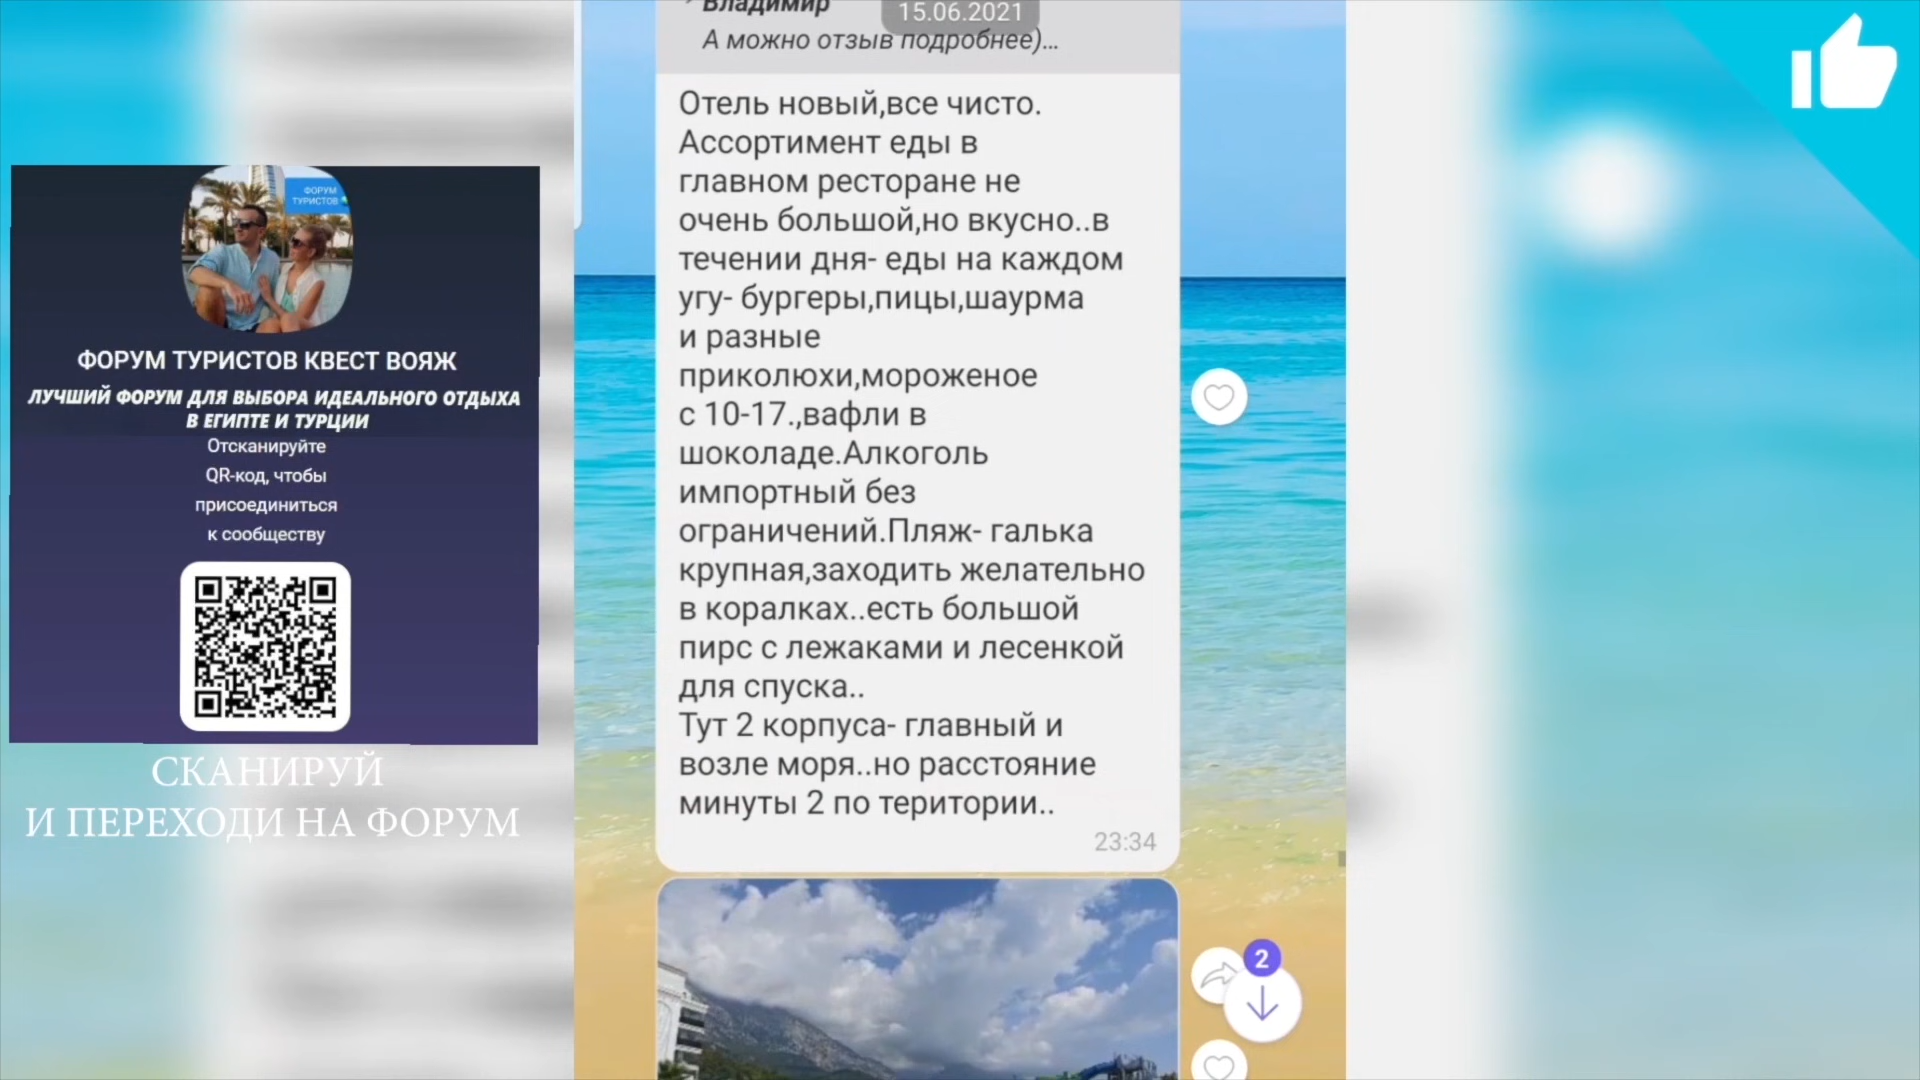 ФОРУМ
ТУРИСТОВ
ФОРУМ ТУРИСТОВ КВЕСТ ВОЯЖ
ЛУЧШИЙ ФОРУМ ДЛЯ ВЫБОРА ИДЕАЛЬНОГО ОТДЫХА
В ЕГИПТЕ И ТУРЦИИ
Отсканируйте
QR-код, чтобы
присоединиться
к сообществу
СКАНИРУЙ
И ПЕРЕХОДИ НА ФОРУМ
Владимир
15.06.2021
А можно отзыв подробнее)...
Отель новый,все чисто.
Ассортимент еды в
главном ресторане не
очень большой,но вкусно..в
течении дня- еды на каждом
угу- бургеры,пицы,шаурма
и разные
приколюхи,мороженое
с 10-17.,вафли в
шоколаде.Алкоголь
импортный без
ограничений.Пляж- галька
крупная,заходить желательно
в коралках..есть большой
пирс с лежаками и лесенкой
для спуска..
Тут 2 корпуса- главный и
возле моря..но расстояние
минуты 2 по територии..
23:34
2